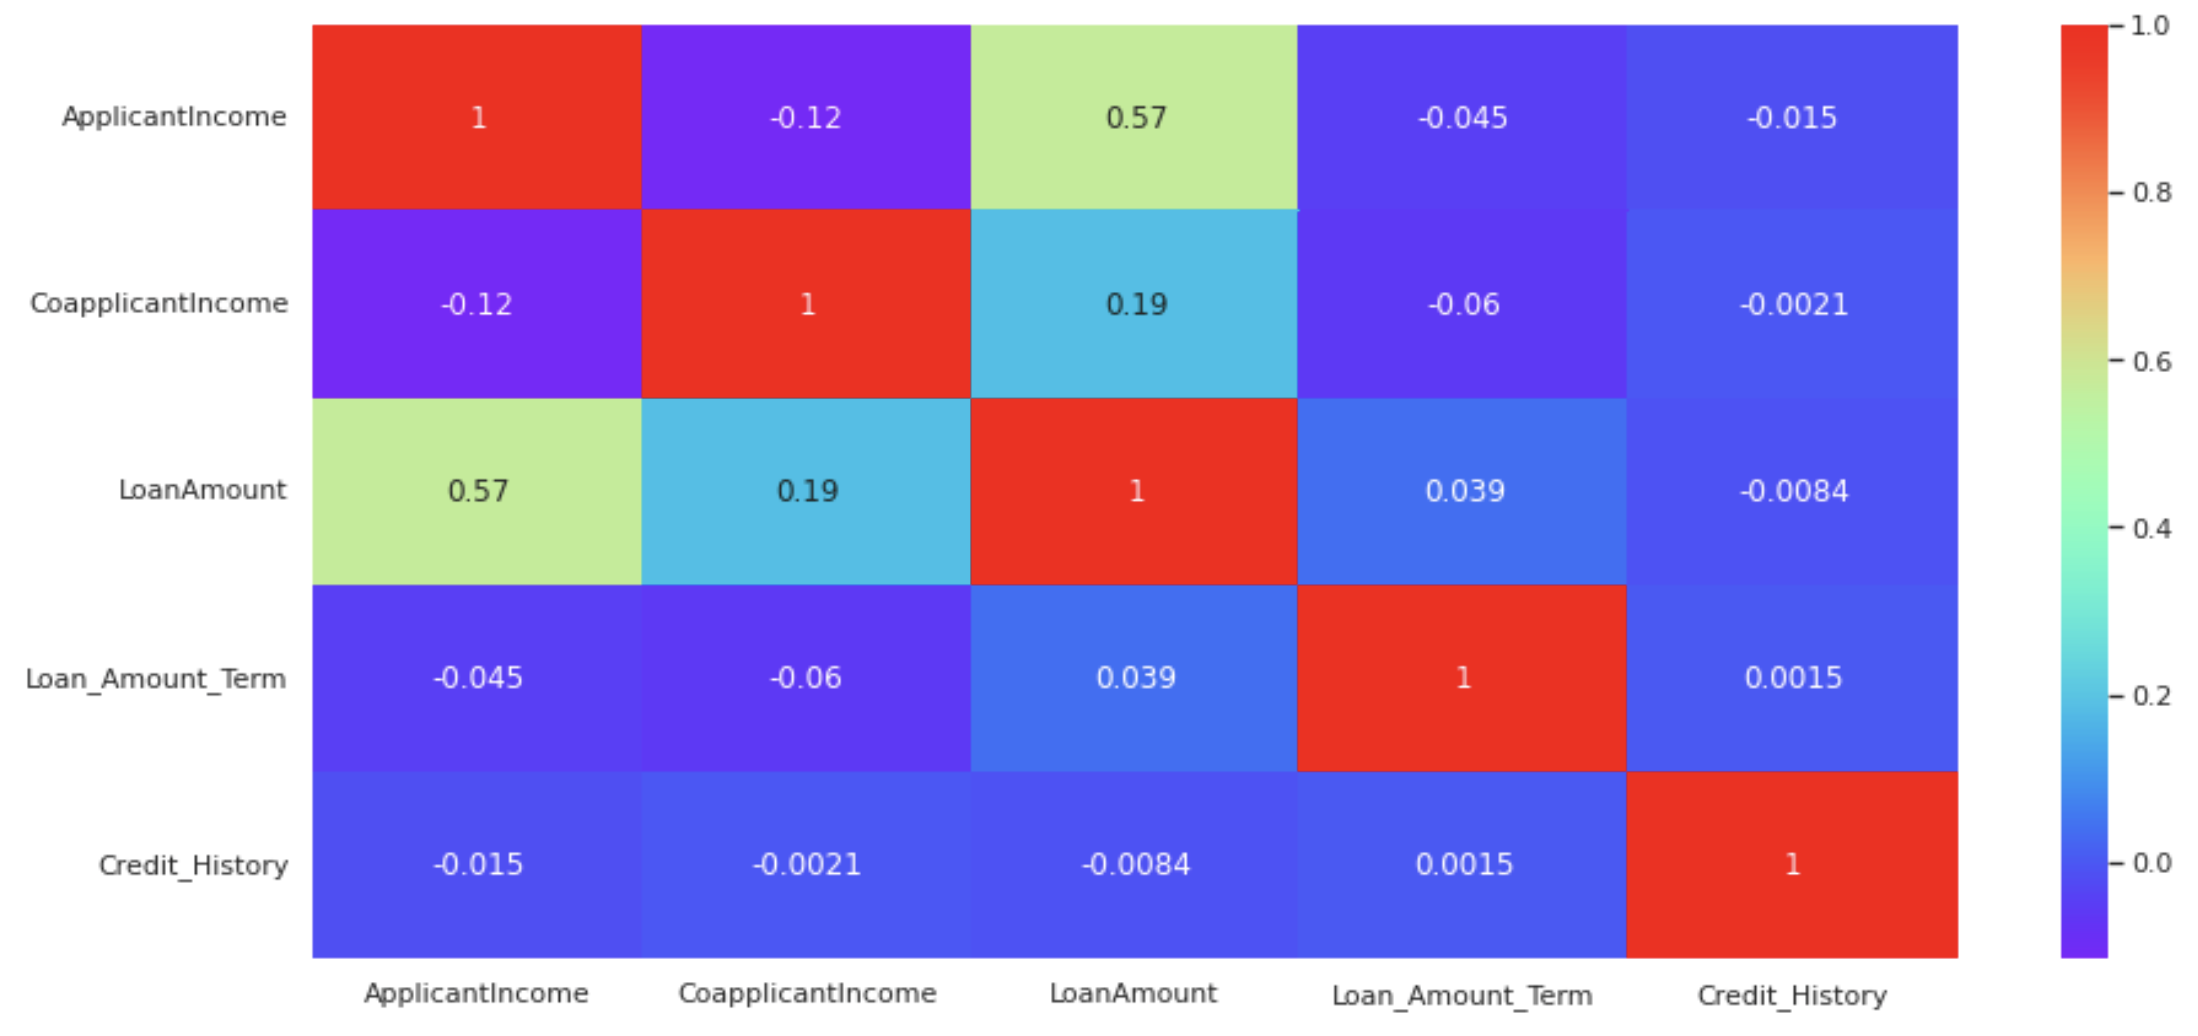 ApplicantIncome 1 -0.12 0.57 -0.045 -0.015
CoapplicantIncome -0.12 1 0.19 -0.06 -0.0021
LoanAmount 0.57 0.19 1 0.039 -0.0084
Loan_Amount_Term -0.045 -0.06 0.039 1 0.0015
Credit_History -0.015 -0.0021 -0.0084 0.0015 1
ApplicantIncome CoapplicantIncome LoanAmount Loan_Amount_Term Credit_History
1.0
0.8
0.6
0.4
0.2
0.0